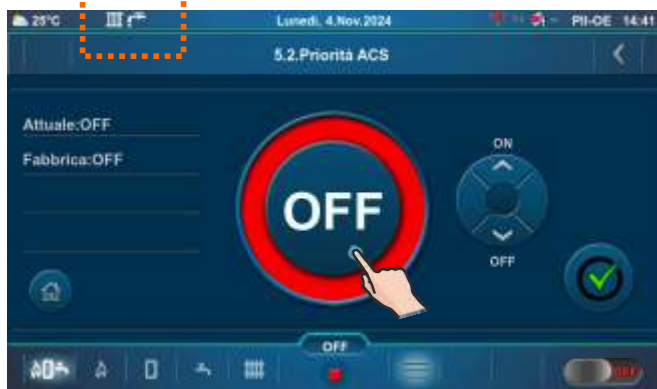 25°C Lunedì, 4.Nov.2024 PII-OE 14:41
5.2.Priorità ACS
Attuale:OFF
Fabbrica:OFF
OFF
ON
OFF
OFF
OFF